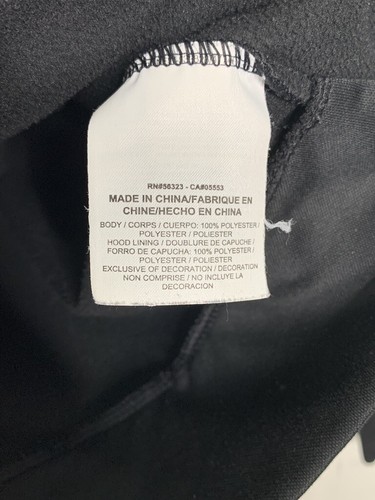 RN#56323 - CA#05553
MADE IN CHINA/FABRIQUE EN
CHINE/HECHO EN CHINA
BODY / CORPS / CUERPO: 100% POLYESTER /
POLYESTER / POLIESTER
HOOD LINING / DOUBLURE DE CAPUCHE /
FORRO DE CAPUCHA: 100% POLYESTER /
POLYESTER / POLIESTER
EXCLUSIVE OF DECORATION / DECORATION
NON COMPRISE / NO INCLUYE LA
DECORACION